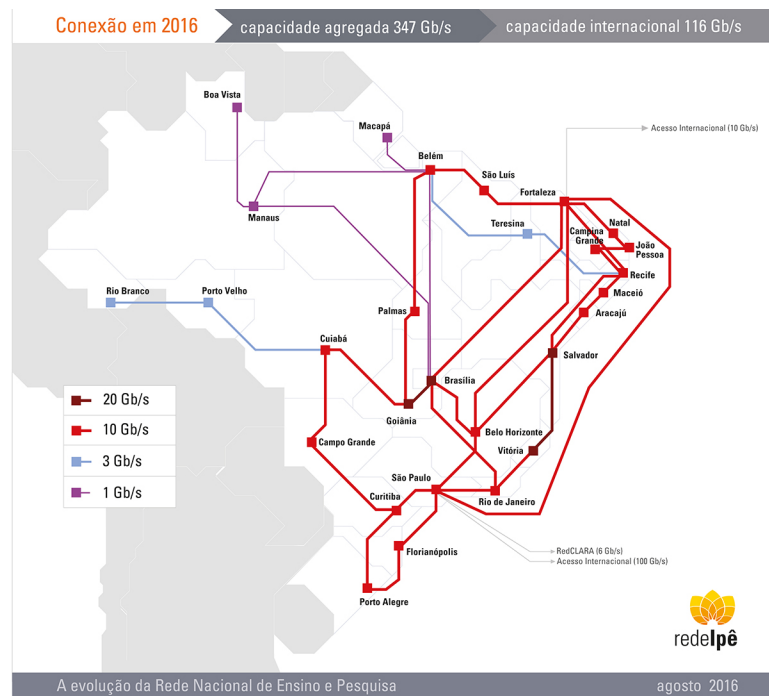 Conexão em 2016
capacidade agregada 347 Gb/s
capacidade internacional 116 Gb/s
Boa Vista
Macapá
Acesso Internacional (10 Gb/s)
Belém
São Luís
Fortaleza
Manaus
Teresina
Natal
Campina
Grande
João
Pessoa
Recife
Rio Branco
Porto Velho
Maceió
Palmas
Aracajú
Cuiabá
Salvador
Brasília
20 Gb/s
Goiânia
10 Gb/s
Belo Horizonte
Campo Grande
Vitória
3 Gb/s
São Paulo
1 Gb/s
Curitiba
Rio de Janeiro
RedCLARA (6 Gb/s)
Florianópolis
Acesso Internacional (100 Gb/s)
Porto Alegre
redeIpê
A evolução da Rede Nacional de Ensino e Pesquisa
agosto 2016